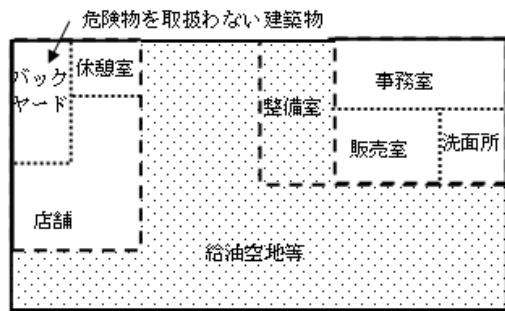 危険物を取扱わない建築物
バック
ヤード
休憩室
店舗
整備室
事務室
販売室
洗面所
給油空地等